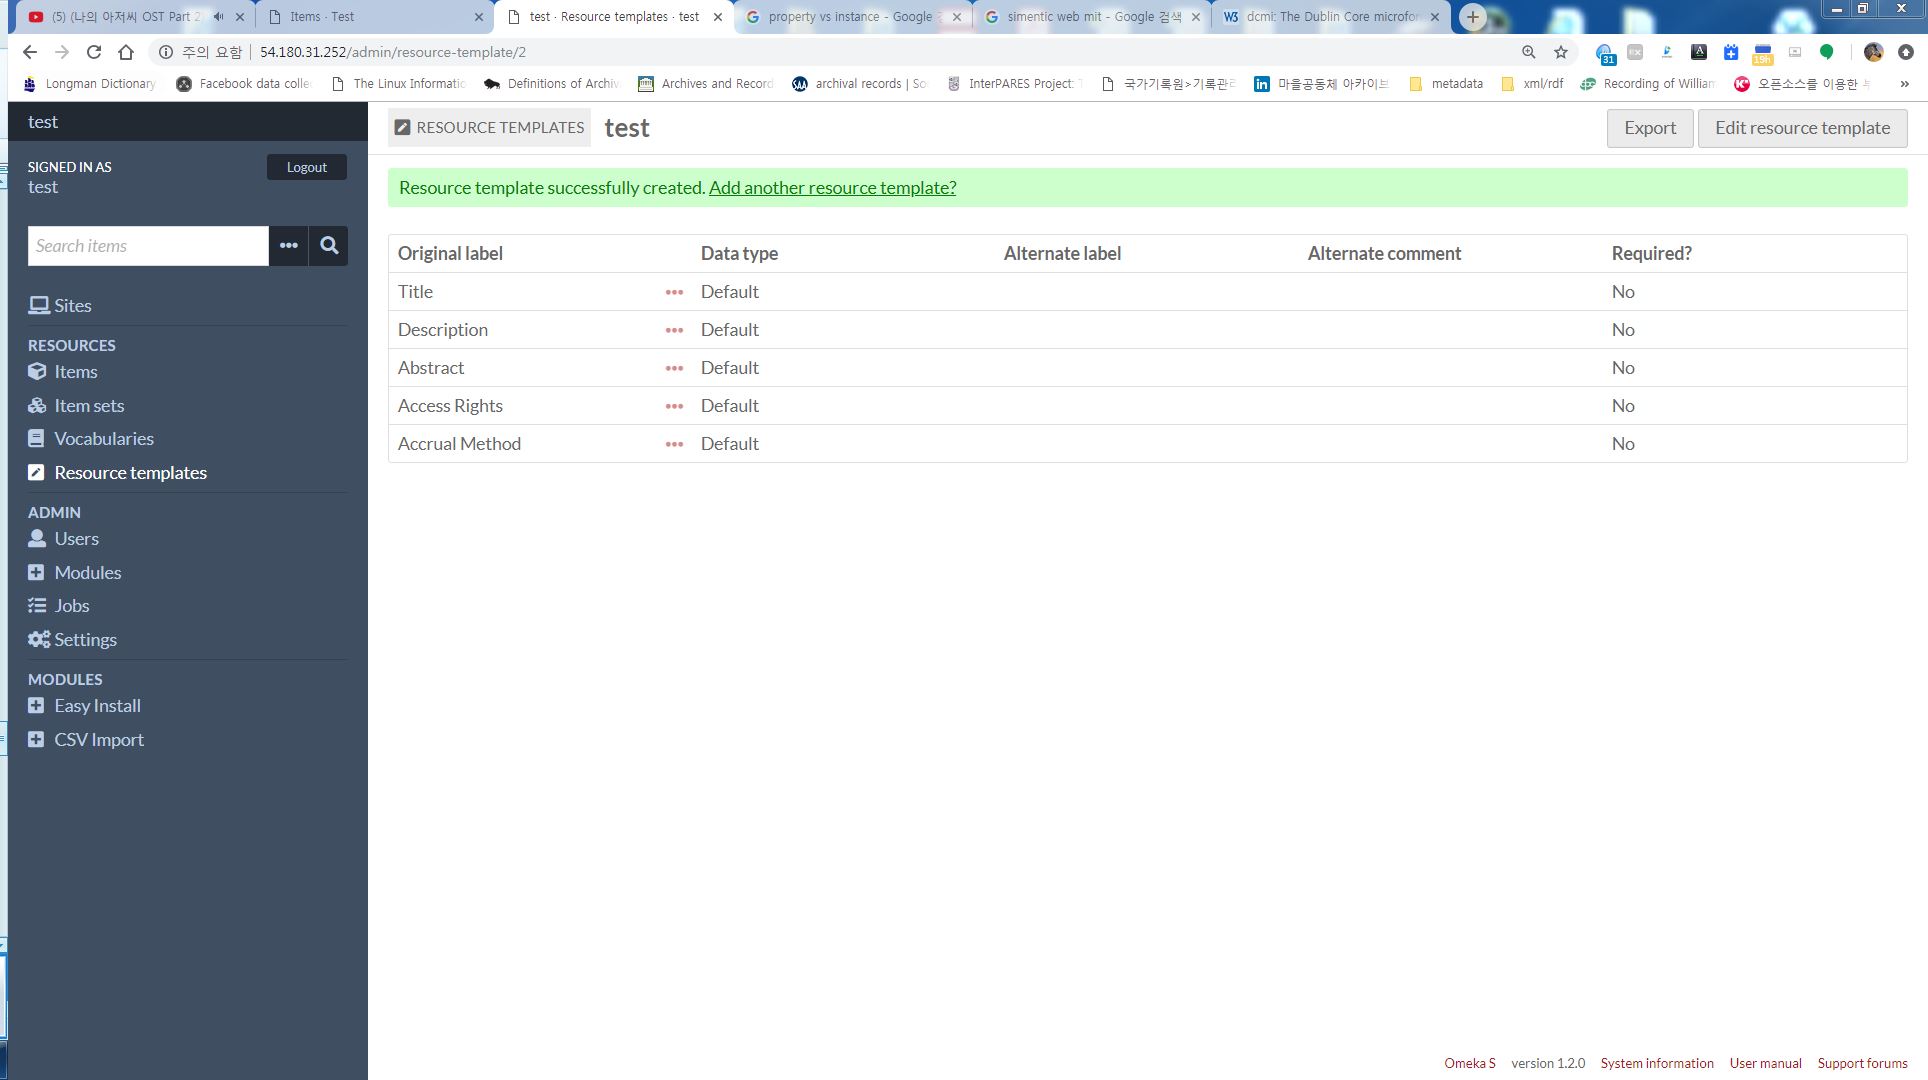 (5) (나의 아저씨 OST Part 2)
Items · Test
test · Resource templates · test
property vs instance - Google
simentic web mit - Google 검색
dcmi: The Dublin Core microfor
주의 요함
54.180.31.252/admin/resource-template/2
31
19h
Longman Dictionary
Facebook data colle
The Linux Informatio
Definitions of Archiv
Archives and Record
archival records | So
InterPARES Project:
국가기록원>기록관리
마을공동체 아카이브
metadata
xml/rdf
Recording of William
오픈소스를 이용한
»
test
RESOURCE TEMPLATES
test
Export
Edit resource template
SIGNED IN AS
test
Logout
Resource template successfully created. Add another resource template?
Search items
Original label
Data type
Alternate label
Alternate comment
Required?
Title
Default
No
Description
Default
No
Abstract
Default
No
Access Rights
Default
No
Accrual Method
Default
No
Sites
RESOURCES
Items
Item sets
Vocabularies
Resource templates
ADMIN
Users
Modules
Jobs
Settings
MODULES
Easy Install
CSV Import
Omeka S
version 1.2.0
System information
User manual
Support forums